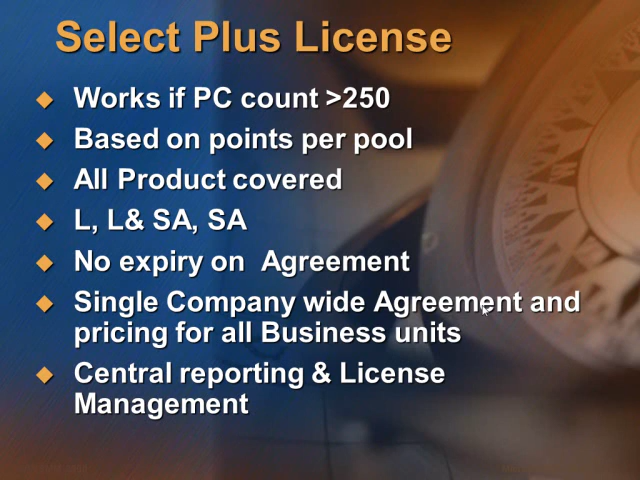 Select Plus License
Works if PC count >250
Based on points per pool
All Product covered
L, L& SA, SA
No expiry on  Agreement
Single Company wide Agreement and
pricing for all Business units
Central reporting & License
Management